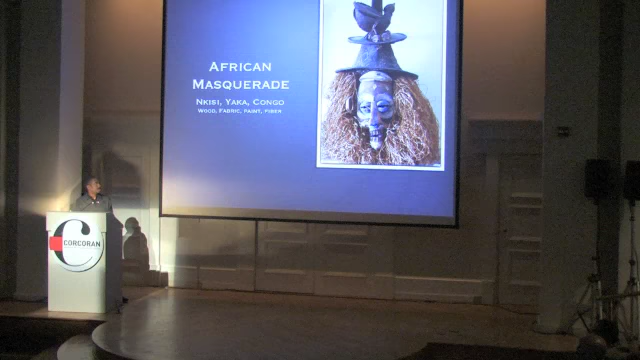 African
Masquerade
Nkisi, Yaka, Congo
Wood, Fabric, paint, fiber
CORCORAN